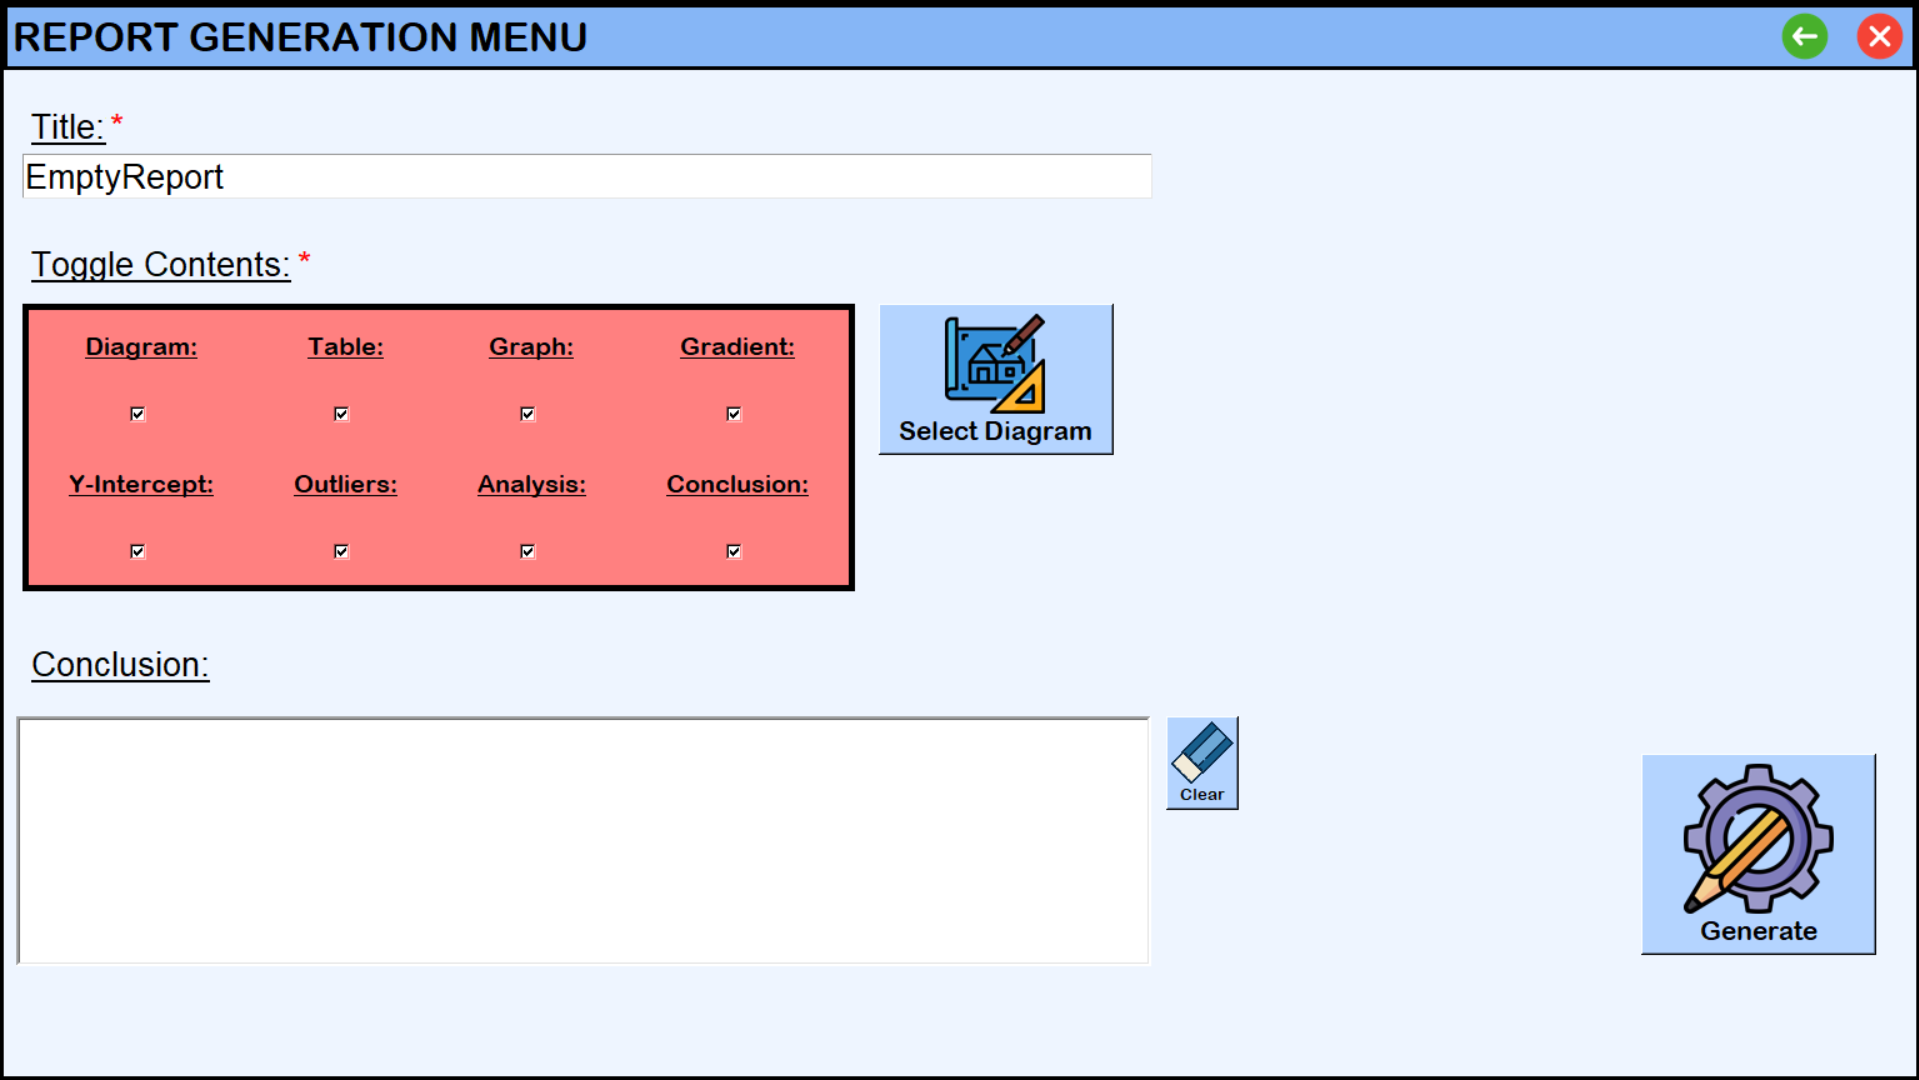 REPORT GENERATION MENU
Title: *
EmptyReport
Toggle Contents: *
Diagram: Table: Graph: Gradient:
Y-Intercept: Outliers: Analysis: Conclusion:
Select Diagram
Conclusion:
Clear
Generate